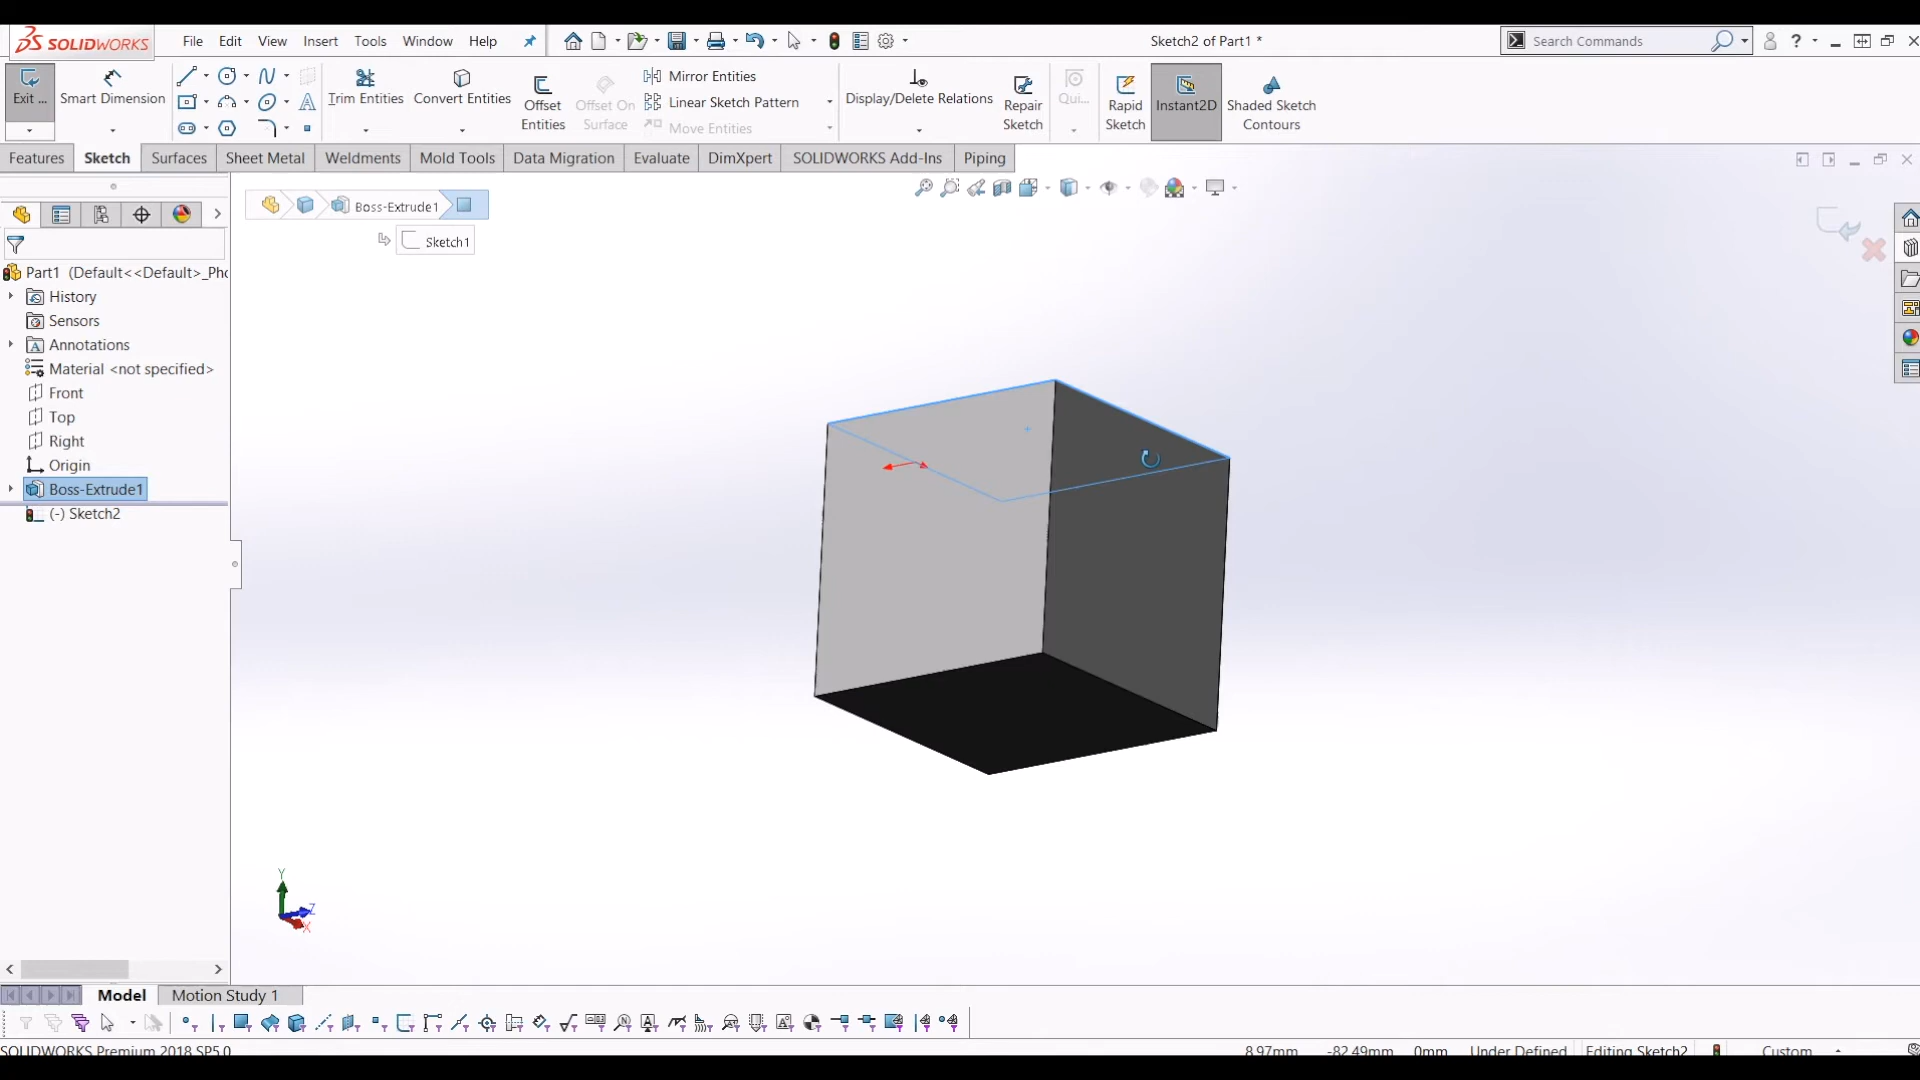 SOLIDWORKS File Edit View Insert Tools Window Help Sketch2 of Part1 * Search Commands ?
Exit ... Smart Dimension Trim Entities Convert Entities Offset Entities Offset On Surface Mirror Entities Display/Delete Relations Repair Sketch Qui... Rapid Sketch Instant2D Shaded Sketch Contours
Linear Sketch Pattern
Move Entities
Features Sketch Surfaces Sheet Metal Weldments Mold Tools Data Migration Evaluate DimXpert SOLIDWORKS Add-Ins Piping
Boss-Extrude1
Sketch1
Part1 (Default<<Default>_Pho
History
Sensors
Annotations
Material <not specified>
Front
Top
Right
Origin
Boss-Extrude1
(-) Sketch2
Y
Z
X
Model Motion Study 1
SOLIDWORKS Premium 2018 SP5.0 8.97mm -82.49mm 0mm Under Defined Editing Sketch2 Custom